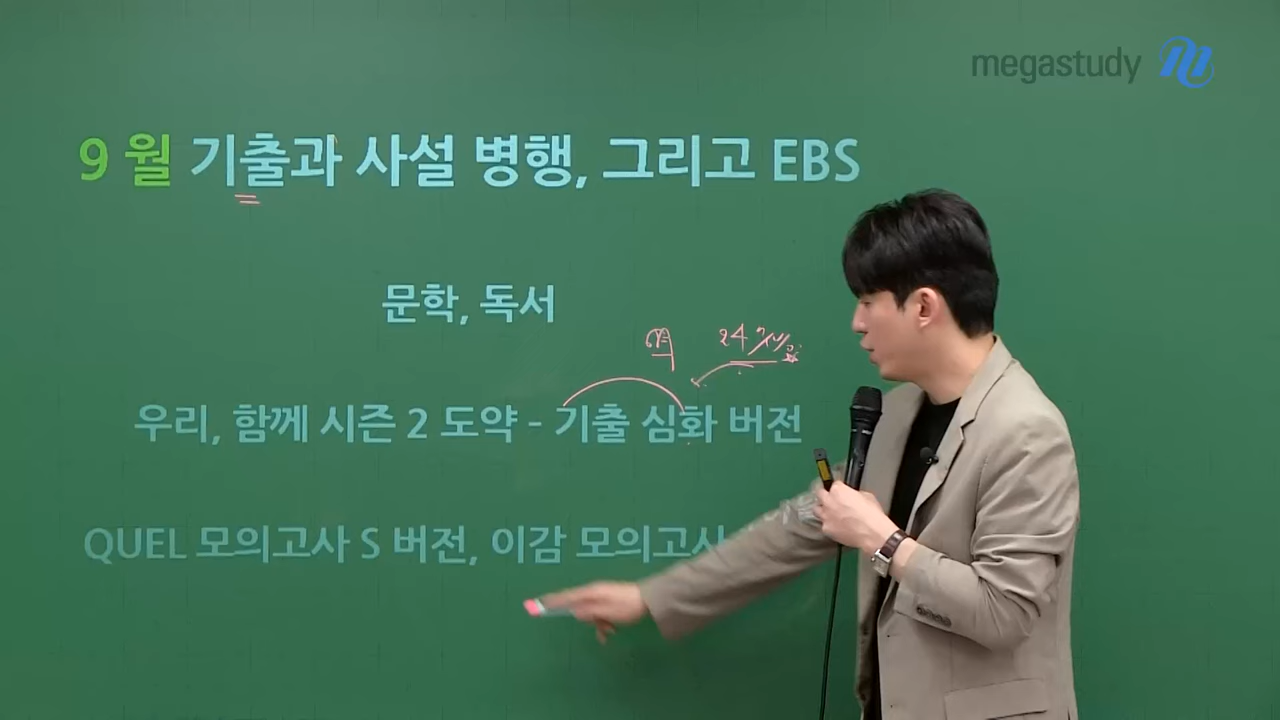 megastudy
9월 기출과 사설 병행, 그리고 EBS
문학, 독서
24
우리, 함께 시즌 2 도약 - 기출 심화 버전
QUEL 모의고사 S 버전, 이감 모의고사